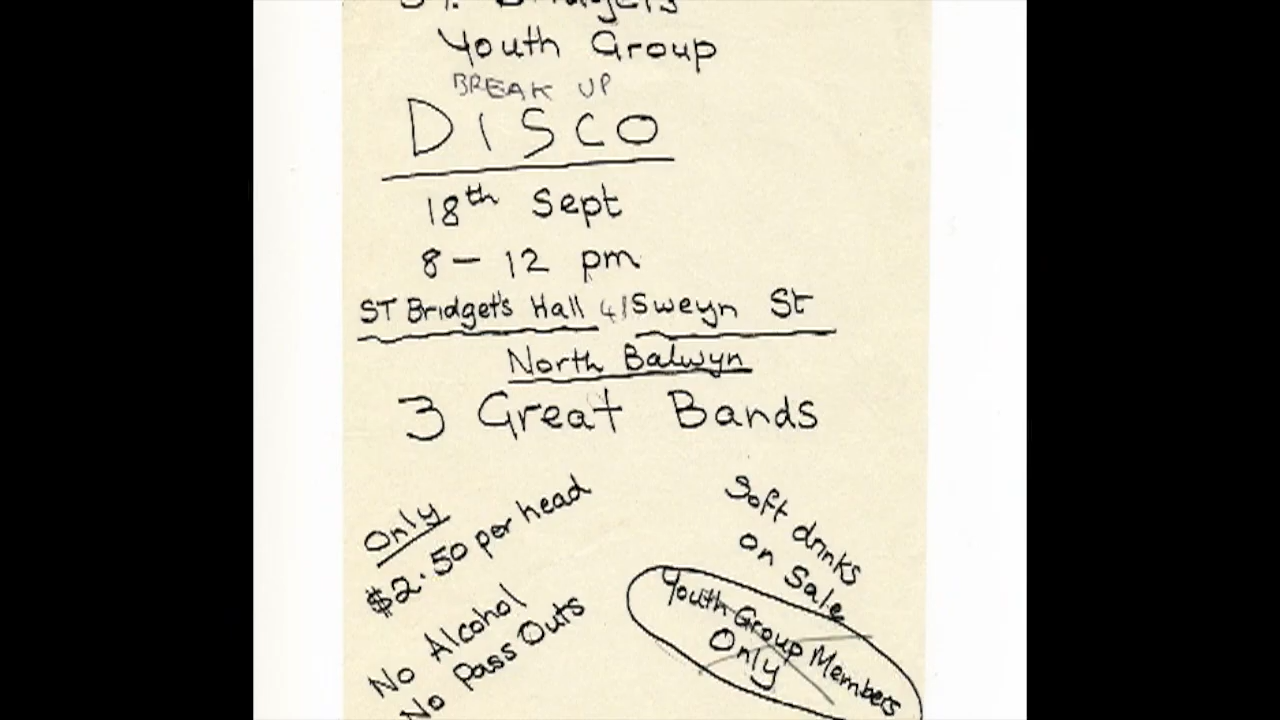 St. Bridgets
Youth Group
BREAK UP
DISCO
18th Sept
8 - 12 pm
ST Bridget's Hall 41 Sweyn St
North Balwyn
3 Great Bands
Only
$2.50 per head
No Alcohol
No Pass Outs
Soft drinks
on Sale
Youth Group Members
Only